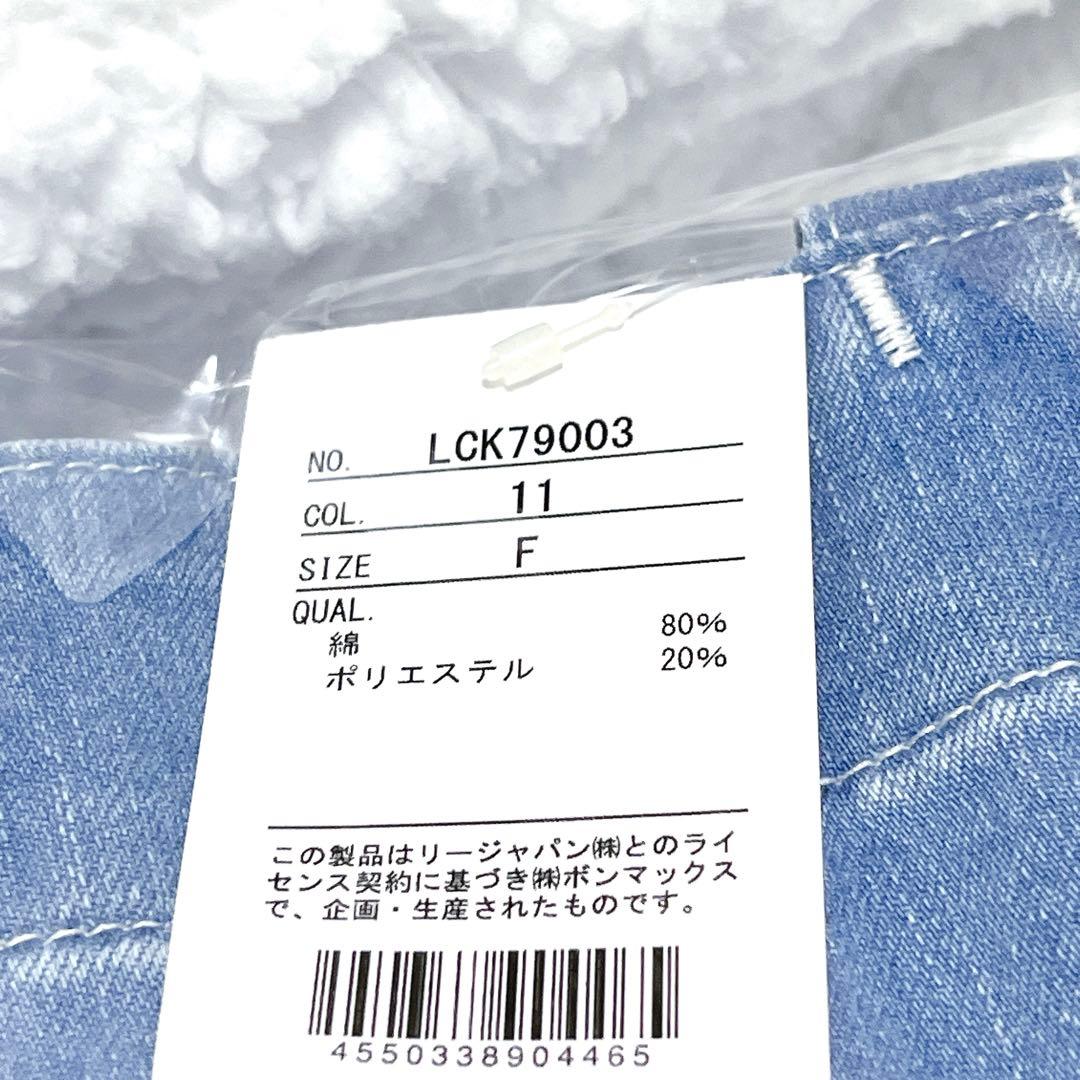 NO. LCK79003
COL. 11
SIZE F
QUAL.
綿 80%
ポリエステル 20%
この製品はリージャパン㈱とのライ
センス契約に基づき㈱ボンマックス
で、企画・生産されたものです。
4550338904465